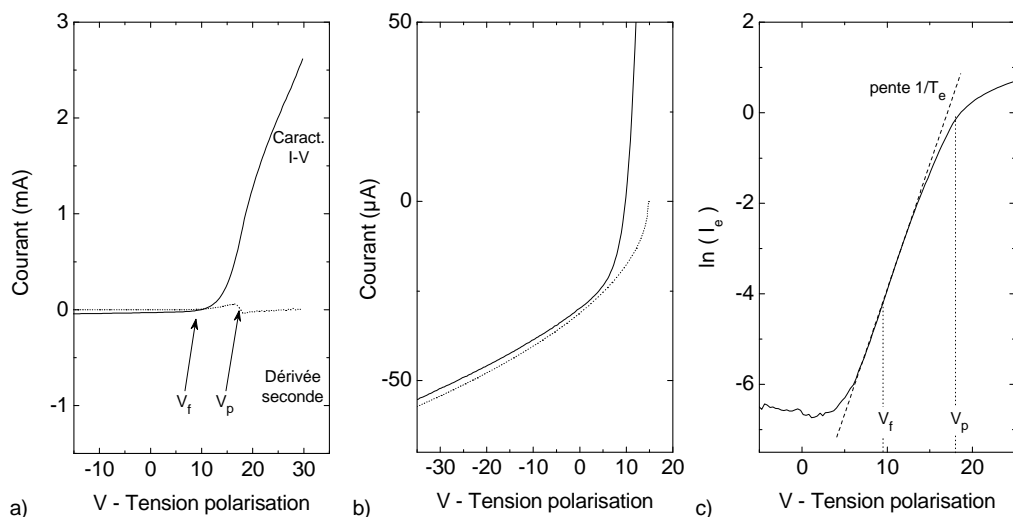 3
2
1
0
-1
Courant (mA)
Caract.
I-V
Dérivée
seconde
V_f
V_p
-10 0 10 20 30
V - Tension polarisation
a)
50
0
-50
Courant (µA)
-30 -20 -10 0 10 20
V - Tension polarisation
b)
2
0
-2
-4
-6
ln ( I_e )
pente 1/T_e
V_f
V_p
0 10 20
V - Tension polarisation
c)